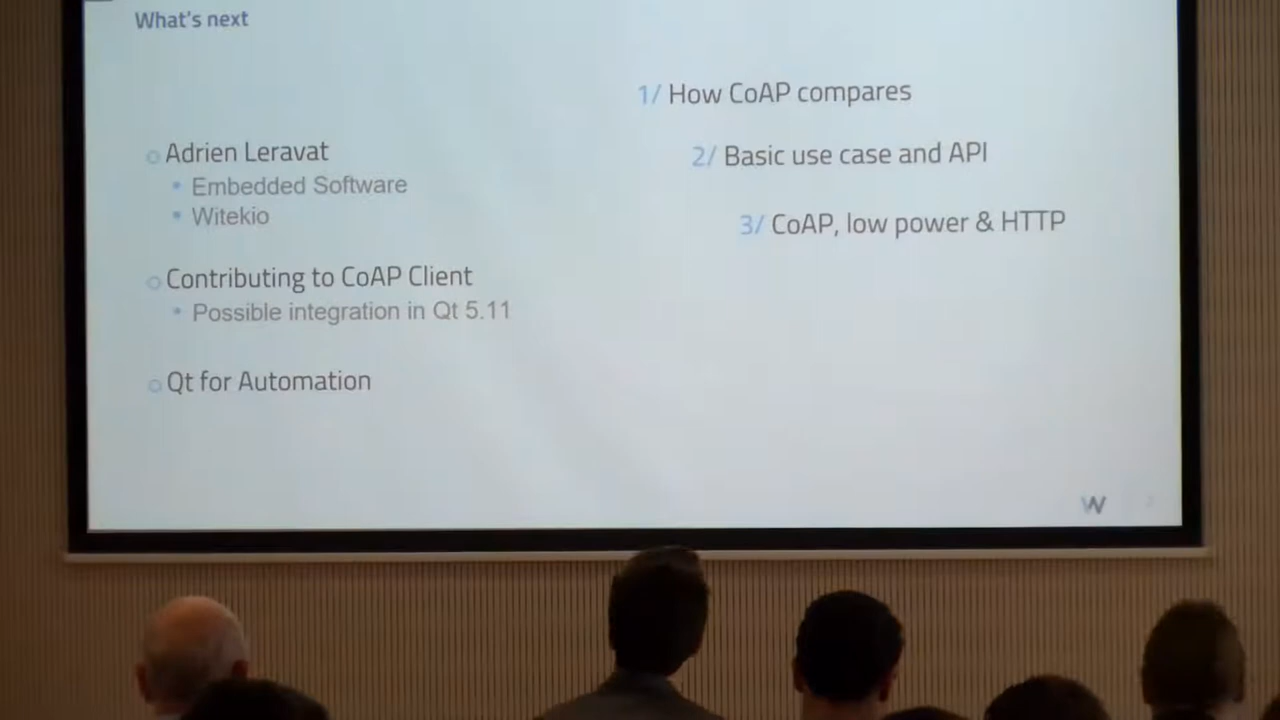 What's next
Adrien Leravat
Embedded Software
Witekio
Contributing to CoAP Client
Possible integration in Qt 5.11
Qt for Automation
1/ How CoAP compares
2/ Basic use case and API
3/ CoAP, low power & HTTP
W